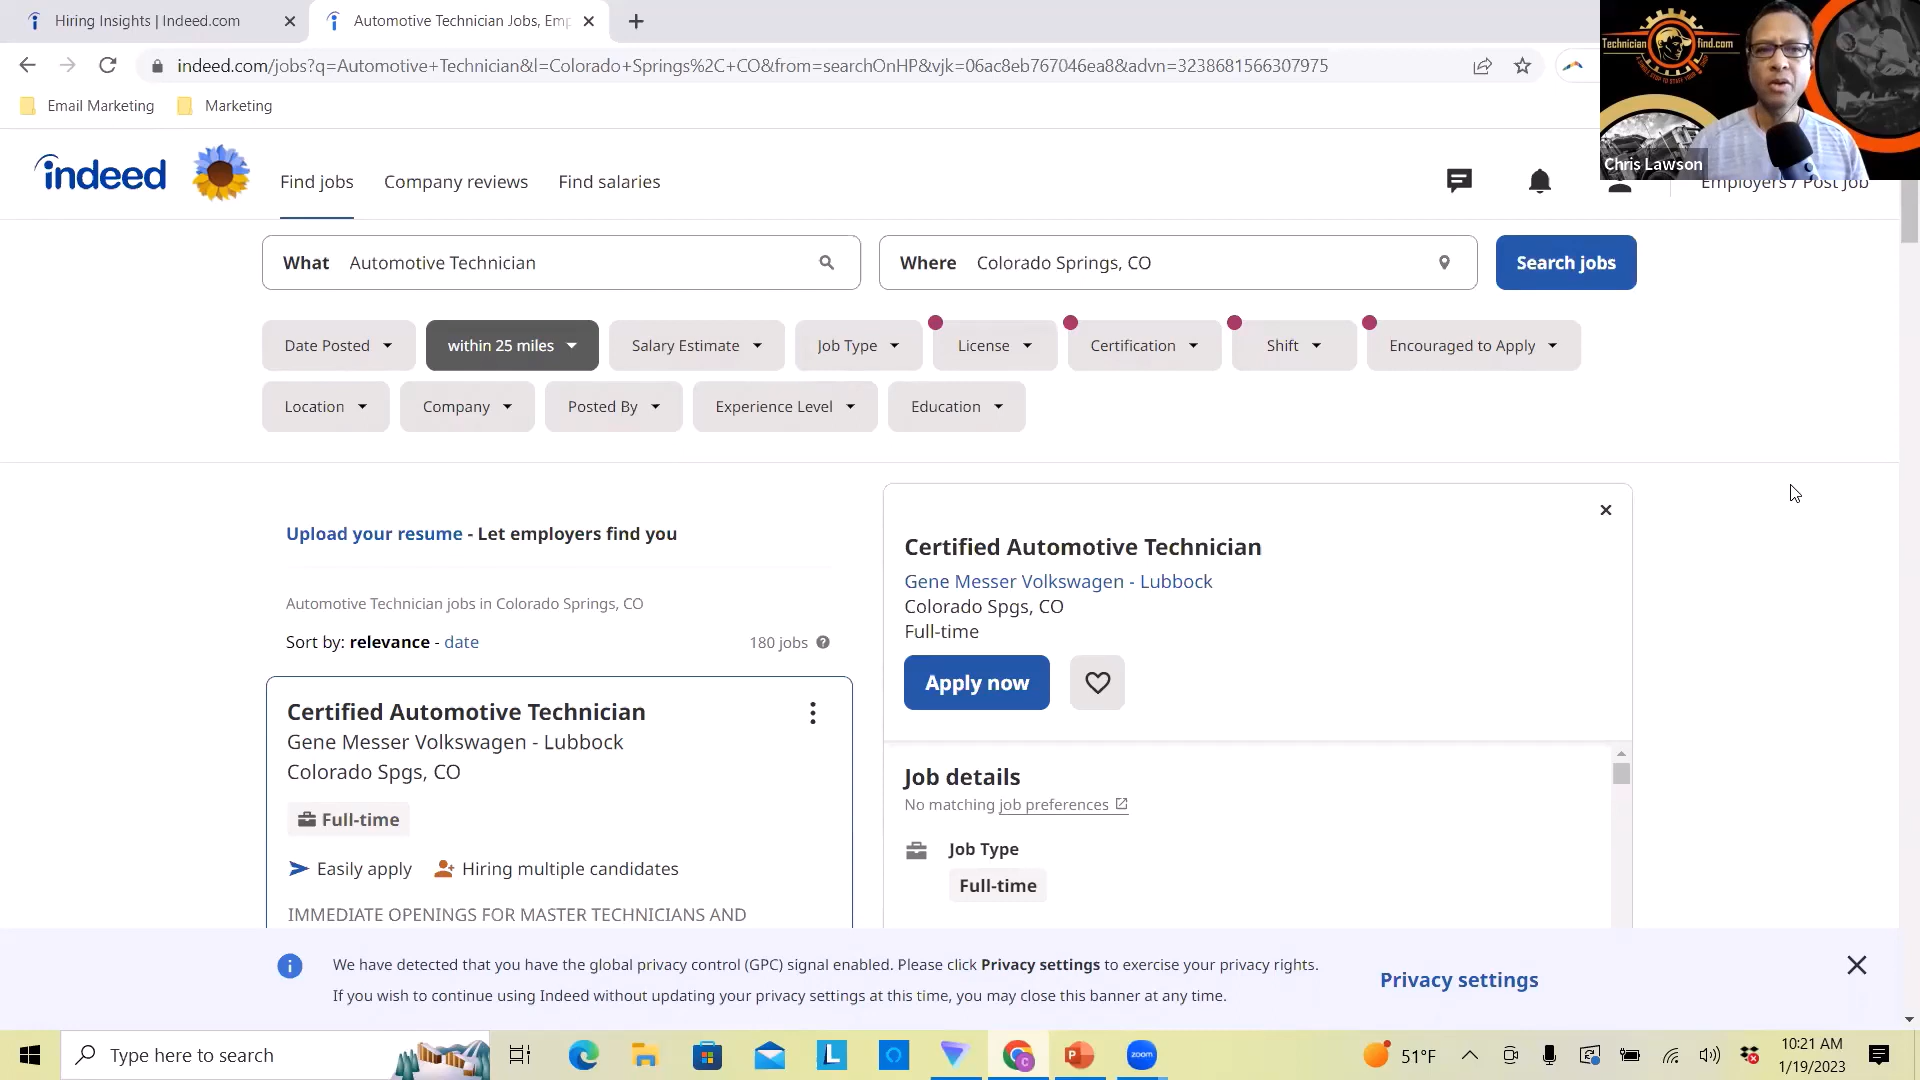 Hiring Insights | Indeed.com
Automotive Technician Jobs, Emp
indeed.com/jobs?q=Automotive+Technician&l=Colorado+Springs%2C+CO&from=searchOnHP&vjk=06ac8eb767046ea8&advn=3238681566307975
Email Marketing
Marketing
Technician find.com
Chris Lawson
indeed
Find jobs
Company reviews
Find salaries
Employers / Post Job
What Automotive Technician
Where Colorado Springs, CO
Search jobs
Date Posted
within 25 miles
Salary Estimate
Job Type
License
Certification
Shift
Encouraged to Apply
Location
Company
Posted By
Experience Level
Education
Upload your resume - Let employers find you
Automotive Technician jobs in Colorado Springs, CO
Sort by: relevance - date
180 jobs
Certified Automotive Technician
Gene Messer Volkswagen - Lubbock
Colorado Spgs, CO
Full-time
Easily apply
Hiring multiple candidates
IMMEDIATE OPENINGS FOR MASTER TECHNICIANS AND
Certified Automotive Technician
Gene Messer Volkswagen - Lubbock
Colorado Spgs, CO
Full-time
Apply now
Job details
No matching job preferences
Job Type
Full-time
We have detected that you have the global privacy control (GPC) signal enabled. Please click Privacy settings to exercise your privacy rights.
If you wish to continue using Indeed without updating your privacy settings at this time, you may close this banner at any time.
Privacy settings
Type here to search
L
zoom
51°F
10:21 AM
1/19/2023